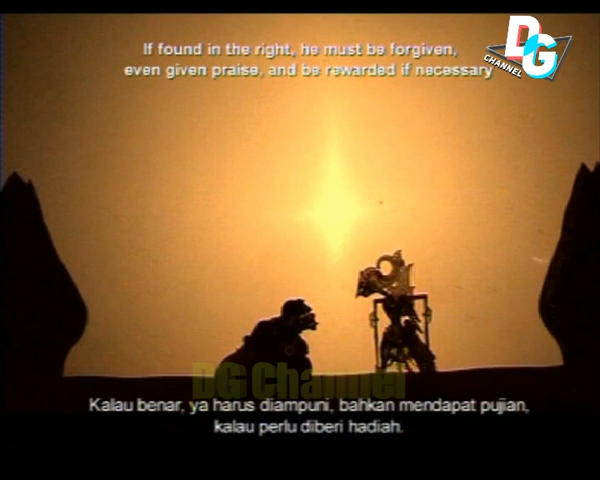 If found in the right, he must be forgiven,
even given praise, and be rewarded if necessary
DG
CHANNEL
DG Channel
Kalau benar, ya harus diampuni, bahkan mendapat pujian,
kalau perlu diberi hadiah.